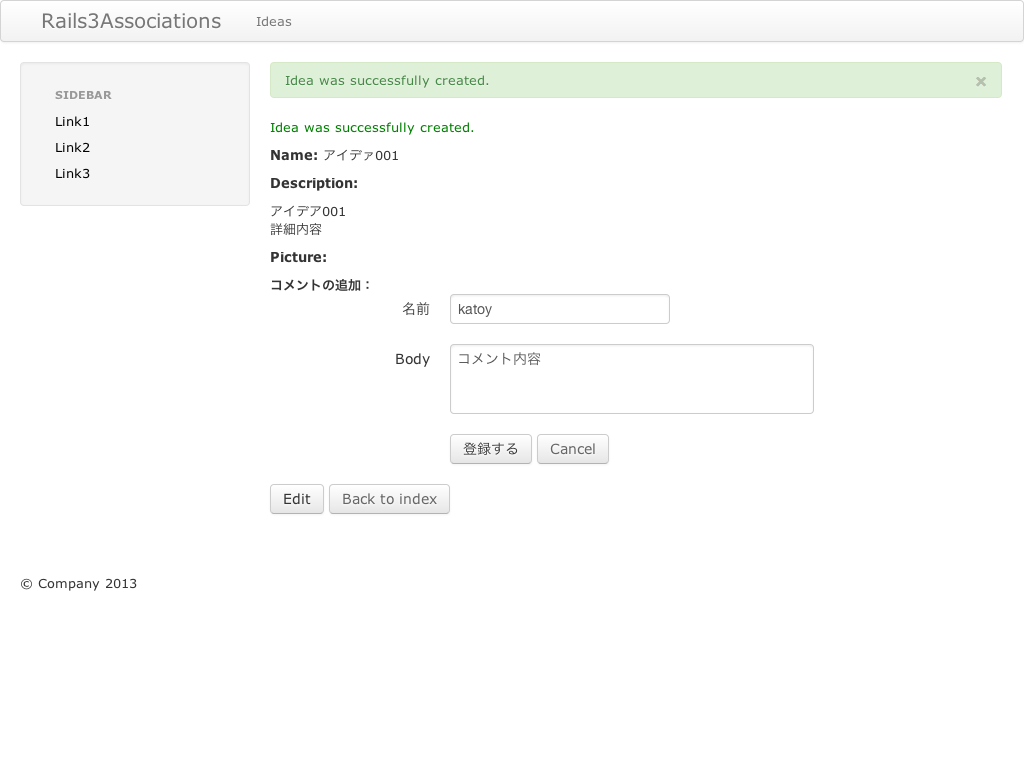 Rails3Associations Ideas
SIDEBAR
Link1
Link2
Link3
Idea was successfully created. ×
Idea was successfully created.
Name: アイデァ001
Description:
アイデア001
詳細内容
Picture:
コメントの追加：
名前 katoy
Body コメント内容
登録する Cancel
Edit Back to index
© Company 2013